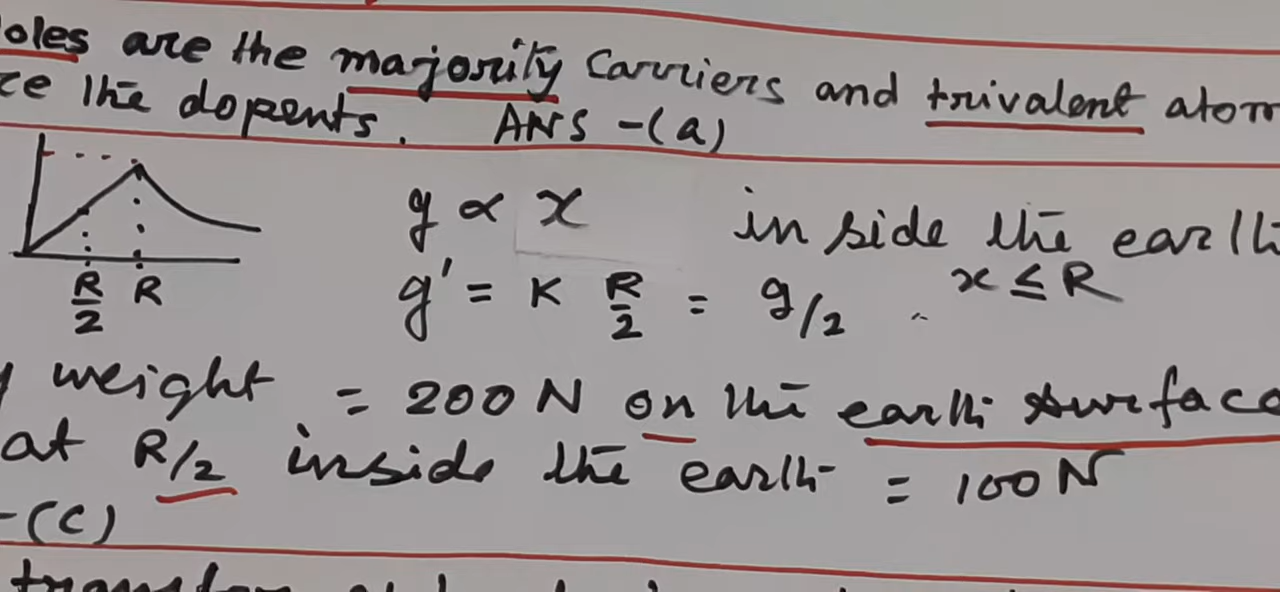 oles are the majority carriers and trivalent atom
ce the dopents. ANS -(a)
g ∝ x in side the earth
R/2 R
g' = K R/2 = g/2 . x ≤ R
y weight = 200 N on the earth surface
at R/2 inside the earth = 100 N
-(C)